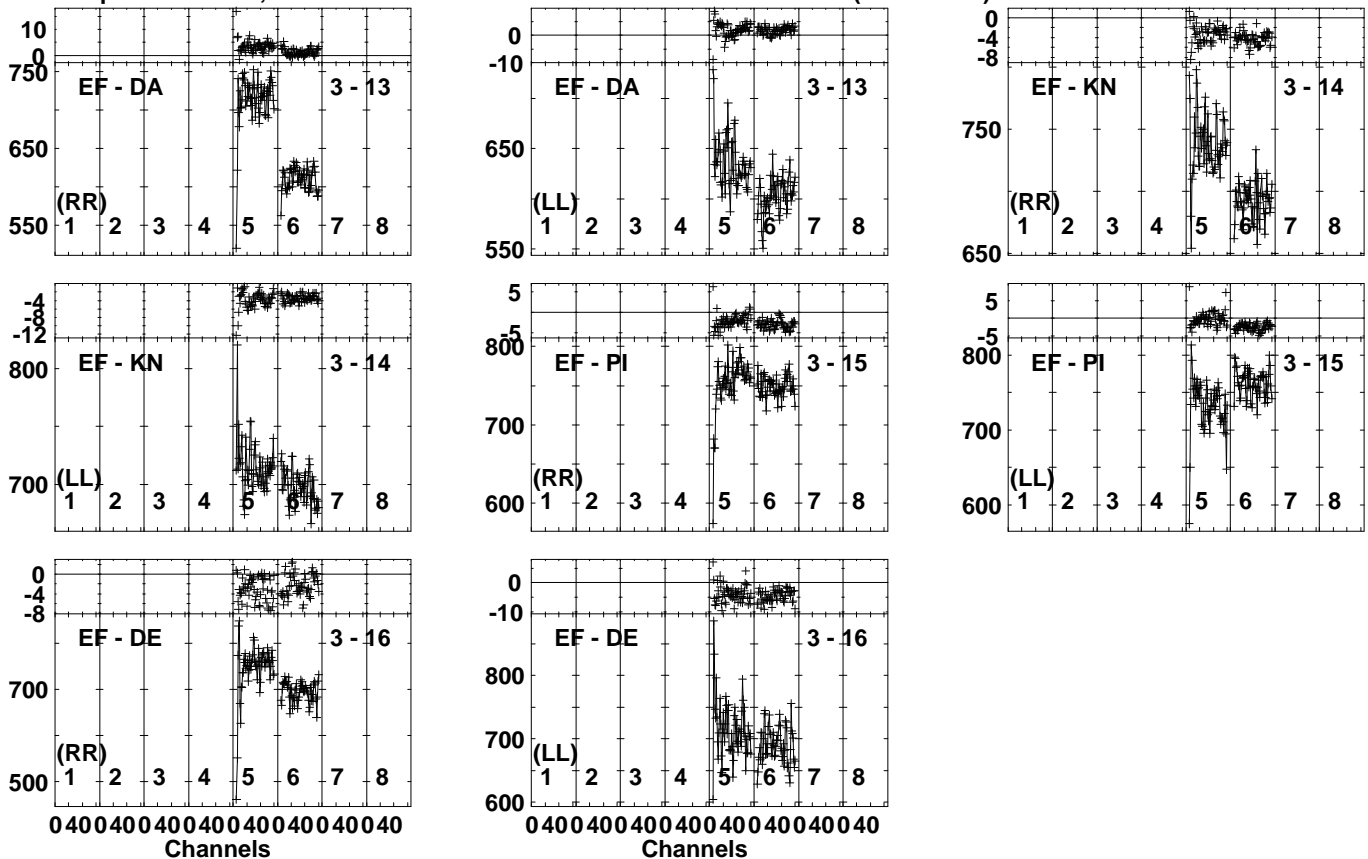 10
0
750
EF - DA 3 - 13
650
(RR)
550
1 2 3 4 5 6 7 8
0
-10
EF - DA 3 - 13
650
(LL)
550
1 2 3 4 5 6 7 8
0
-4
-8
EF - KN 3 - 14
750
(RR)
650
1 2 3 4 5 6 7 8
-4
-8
-12
800
EF - KN 3 - 14
700
(LL)
1 2 3 4 5 6 7 8
5
-5
800
EF - PI 3 - 15
700
(RR)
600
1 2 3 4 5 6 7 8
5
-5
800
EF - PI 3 - 15
700
(LL)
600
1 2 3 4 5 6 7 8
0
-4
-8
EF - DE 3 - 16
700
(RR)
500
1 2 3 4 5 6 7 8
0 40 0 40 0 40 0 40 0 40 0 40 0 40 0 40
Channels
0
-10
EF - DE 3 - 16
800
700
(LL)
600
1 2 3 4 5 6 7 8
0 40 0 40 0 40 0 40 0 40 0 40 0 40 0 40
Channels